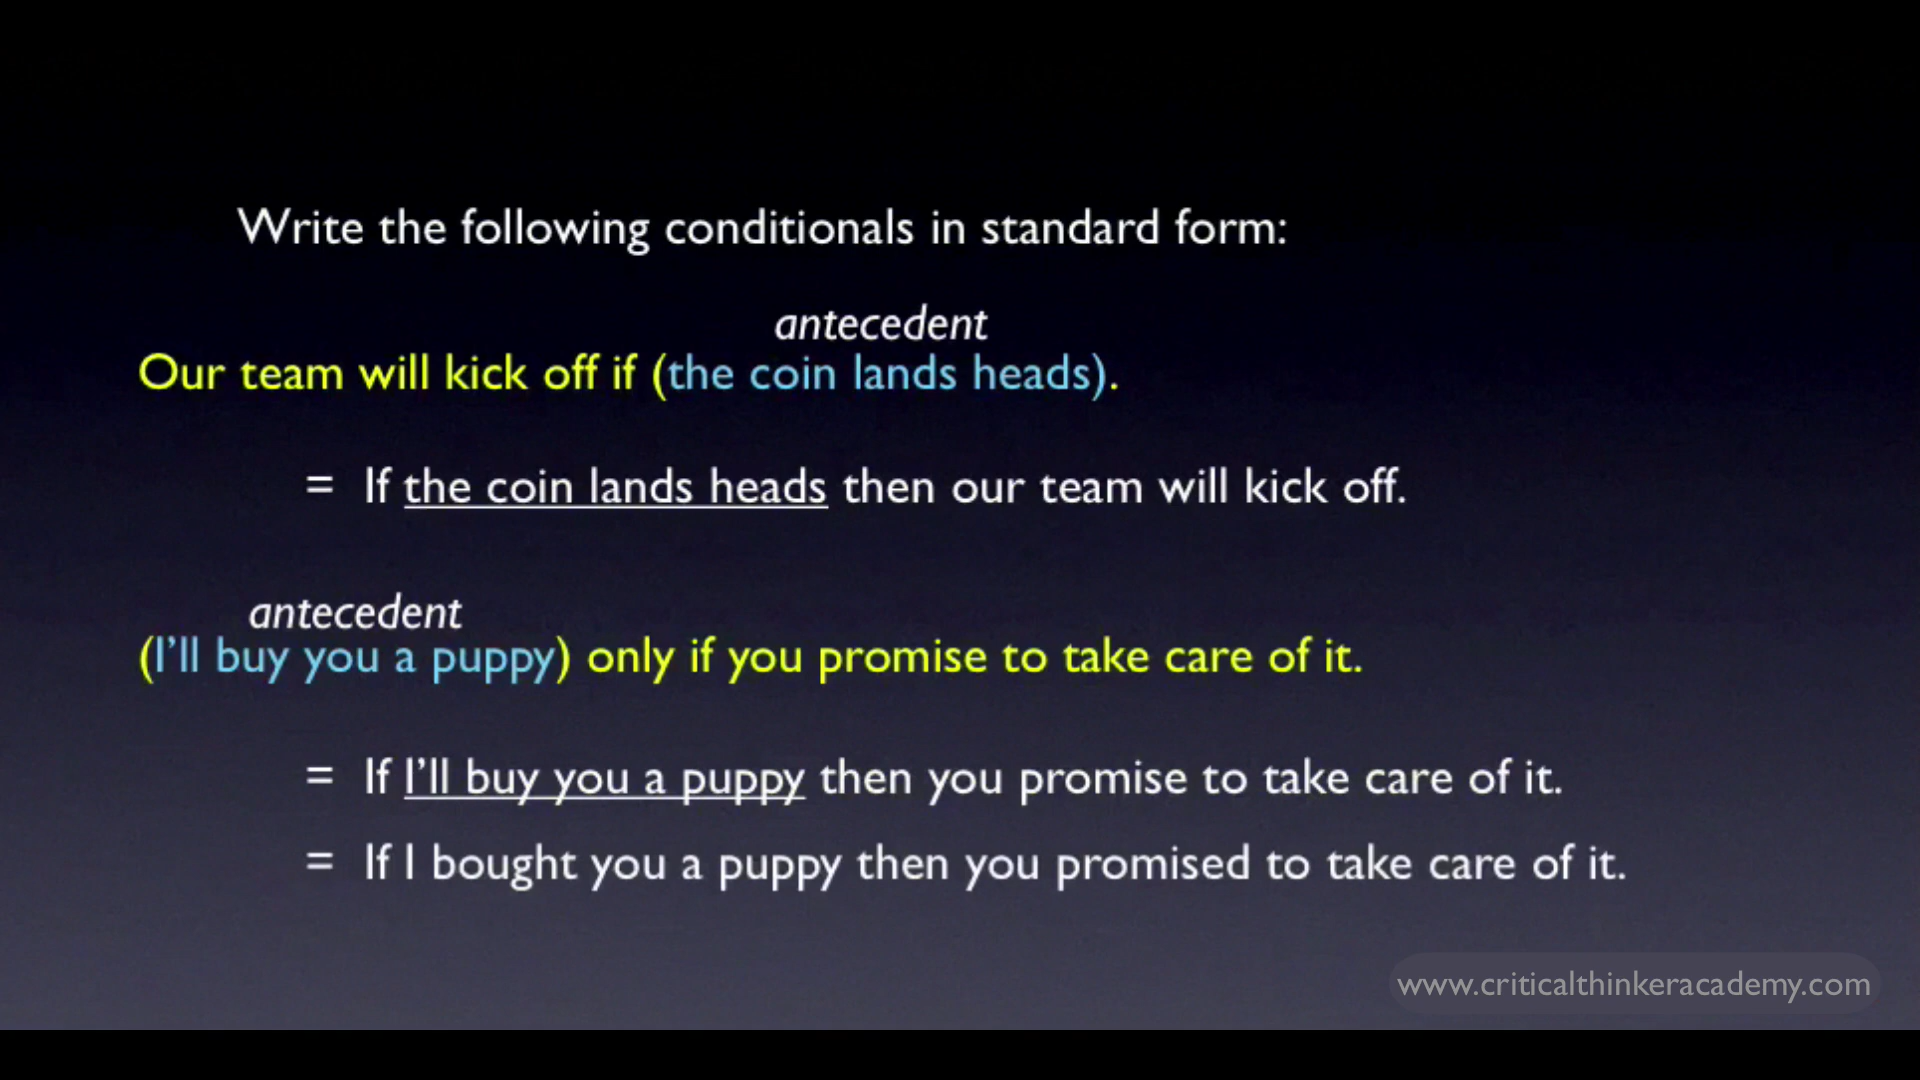 Write the following conditionals in standard form:
antecedent
Our team will kick off if (the coin lands heads).
= If the coin lands heads then our team will kick off.
antecedent
(I’ll buy you a puppy) only if you promise to take care of it.
= If I’ll buy you a puppy then you promise to take care of it.
= If I bought you a puppy then you promised to take care of it.
www.criticalthinkeracademy.com